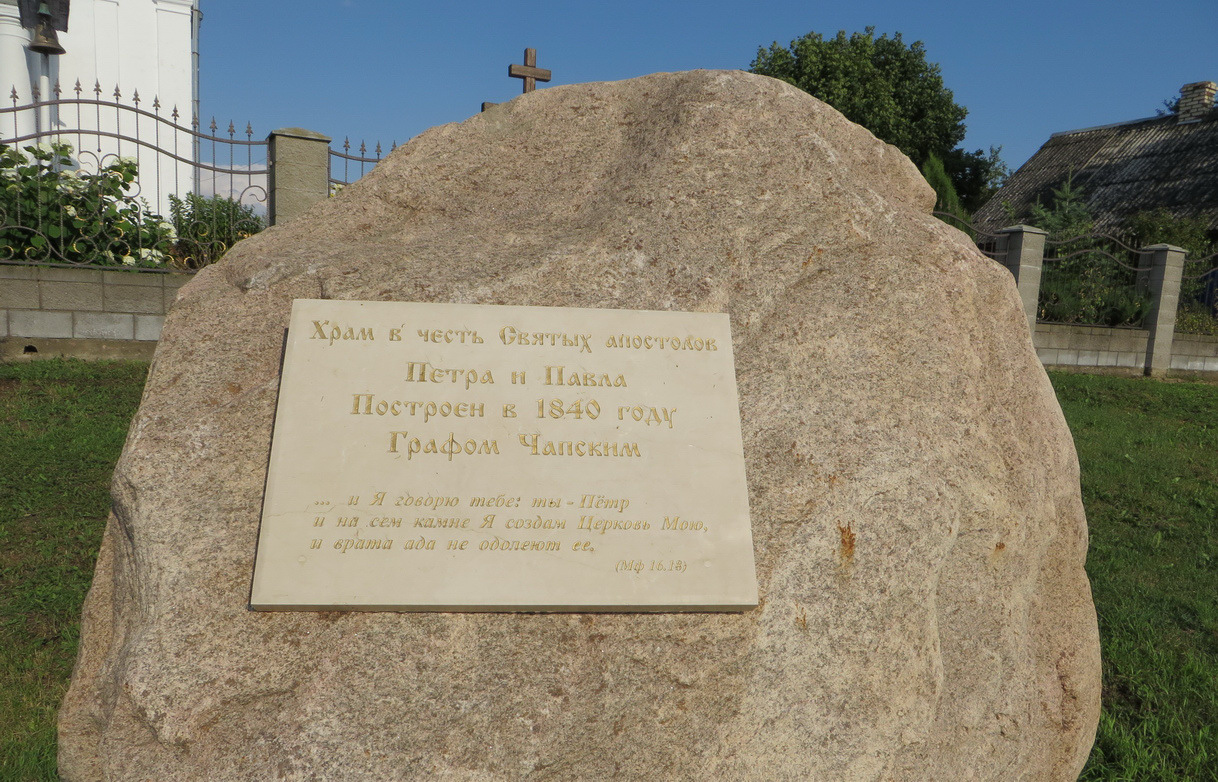 Храм в честь Святых апостолов
Петра и Павла
Построен в 1840 году
Графом Чапским
... и Я говорю тебе: ты - Пётр
и на сем камне Я создам Церковь Мою,
и врата ада не одолеют ее.
(Мф 16.18)